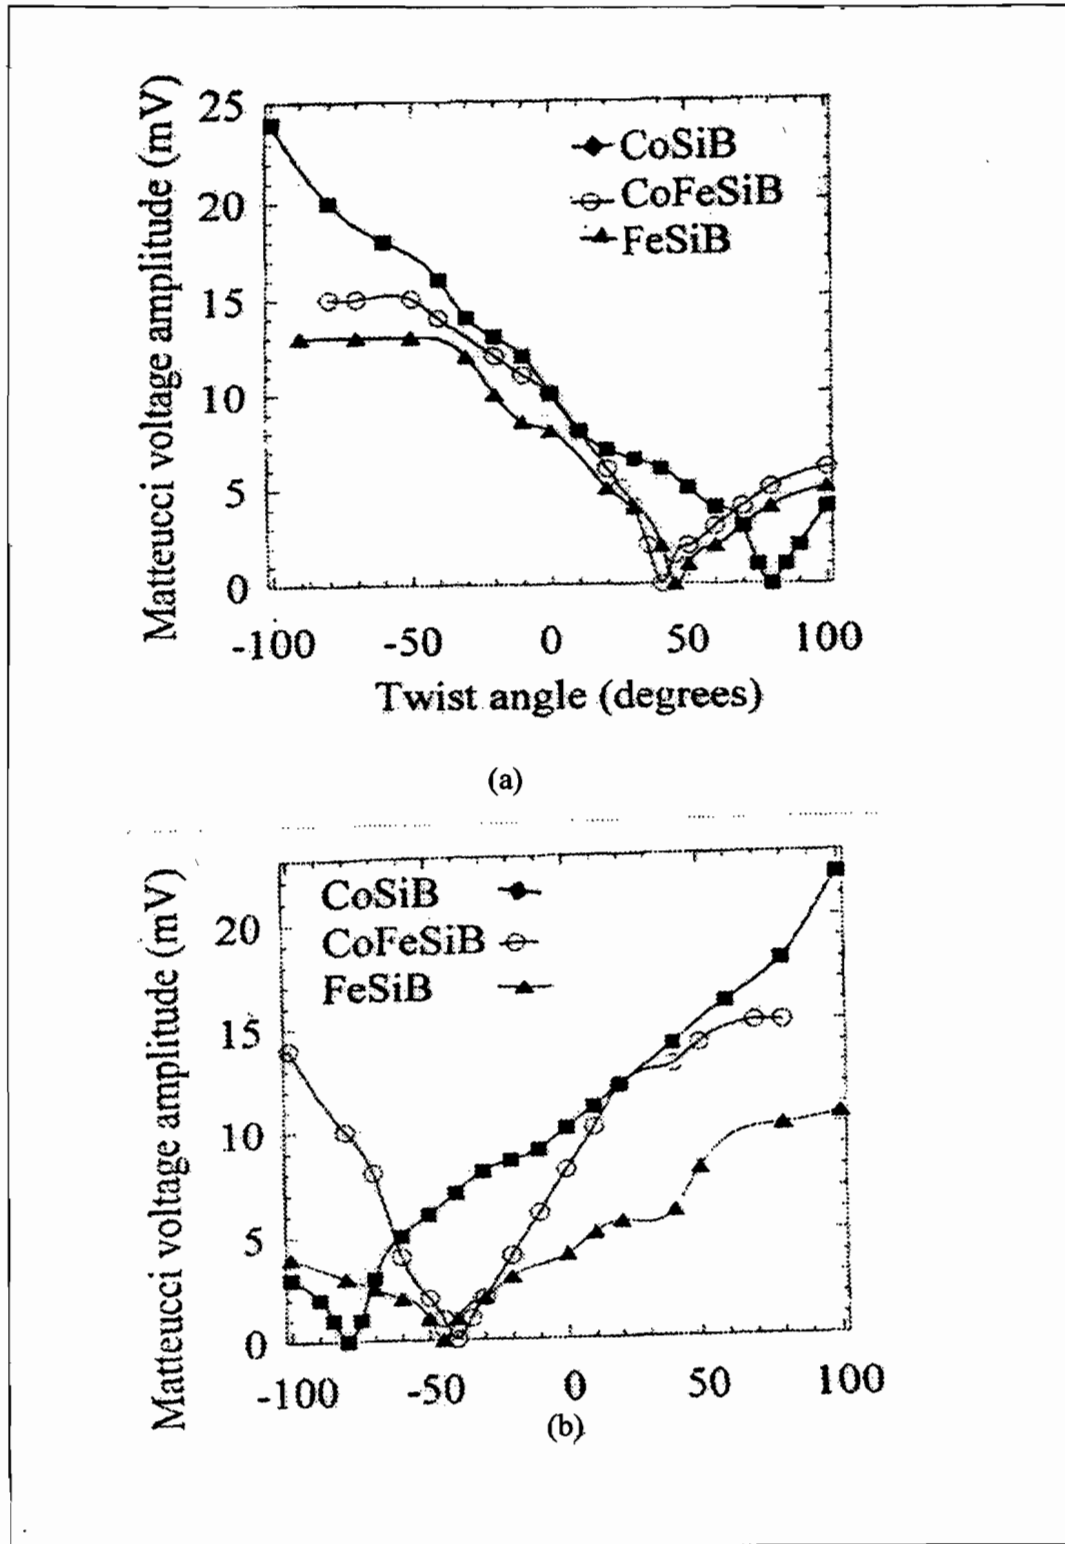 Matteucci voltage amplitude (mV)
25
20
15
10
5
0
CoSiB
CoFeSiB
FeSiB
-100 -50 0 50 100
Twist angle (degrees)
(a)
Matteucci voltage amplitude (mV)
20
15
10
5
0
CoSiB
CoFeSiB
FeSiB
-100 -50 0 50 100
(b)